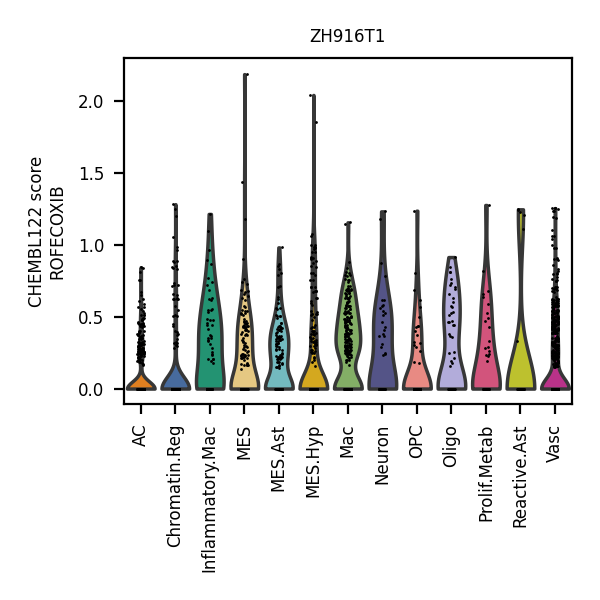 ZH916T1
CHEMBL122 score
ROFECOXIB
2.0
1.5
1.0
0.5
0.0
AC
Chromatin.Reg
Inflammatory.Mac
MES
MES.Ast
MES.Hyp
Mac
Neuron
OPC
Oligo
Prolif.Metab
Reactive.Ast
Vasc